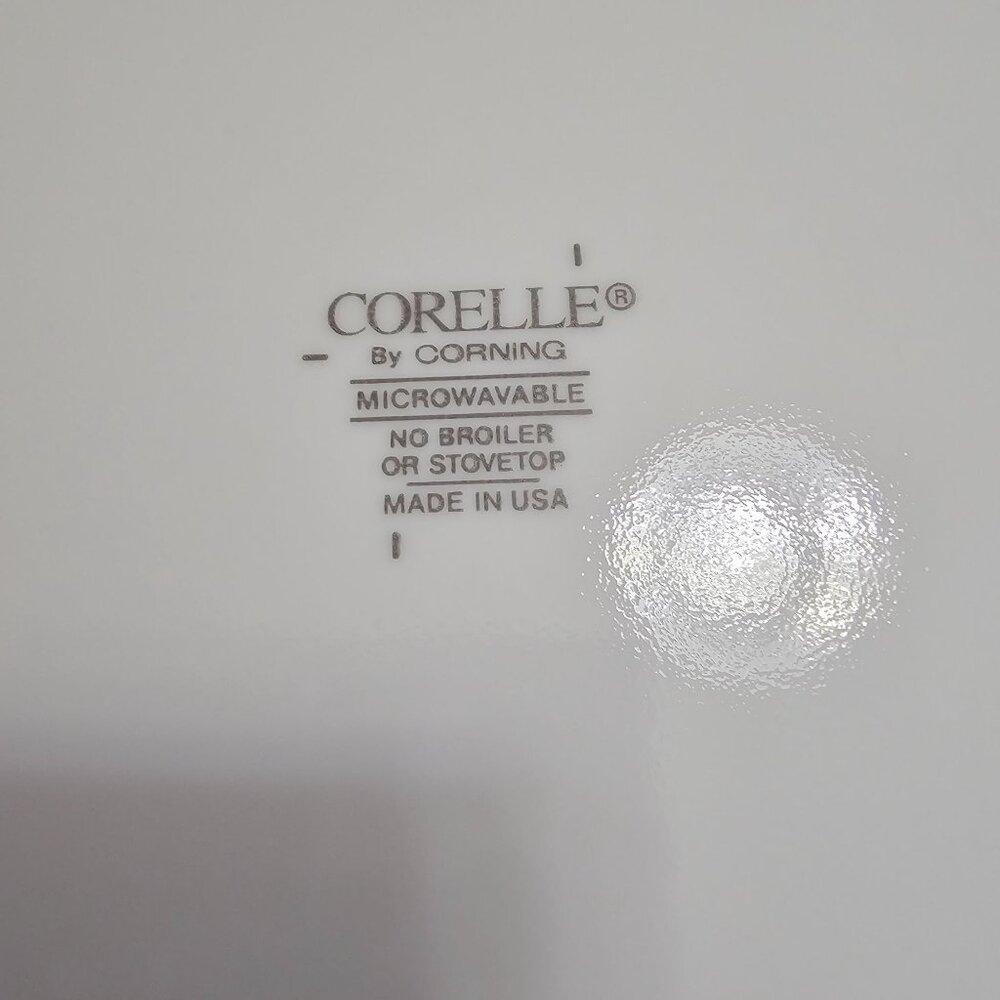 CORELLE®
By CORNING
MICROWAVABLE
NO BROILER
OR STOVETOP
MADE IN USA